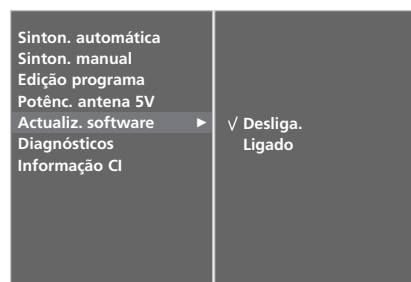 Sinton. automática
Sinton. manual
Edição programa
Potênc. antena 5V
Actualiz. software ►
Diagnósticos
Informação CI
√ Desliga.
Ligado